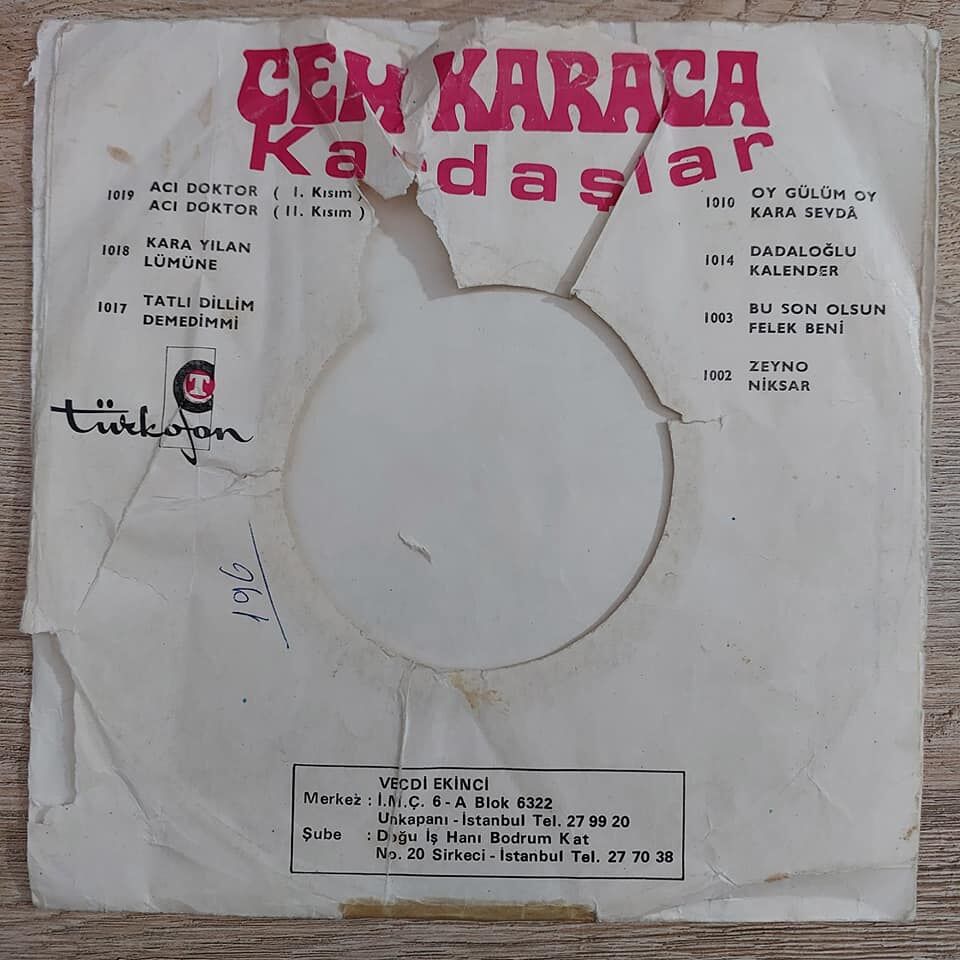 CEM KARACA
Kardaşlar
1019 ACI DOKTOR ( I. Kısım )
ACI DOKTOR ( II. Kısım )
1018 KARA YILAN
LÜMÜNE
1017 TATLI DİLLİM
DEMEDİMMİ
T
türkofon
1010 OY GÜLÜM OY
KARA SEVDÂ
1014 DADALOĞLU
KALENDER
1003 BU SON OLSUN
FELEK BENİ
1002 ZEYNO
NİKSAR
196
VECDİ EKİNCİ
Merkez : İ.M.Ç. 6 - A Blok 6322
Unkapanı - İstanbul Tel. 27 99 20
Şube : Doğu İş Hanı Bodrum Kat
No. 20 Sirkeci - İstanbul Tel. 27 70 38